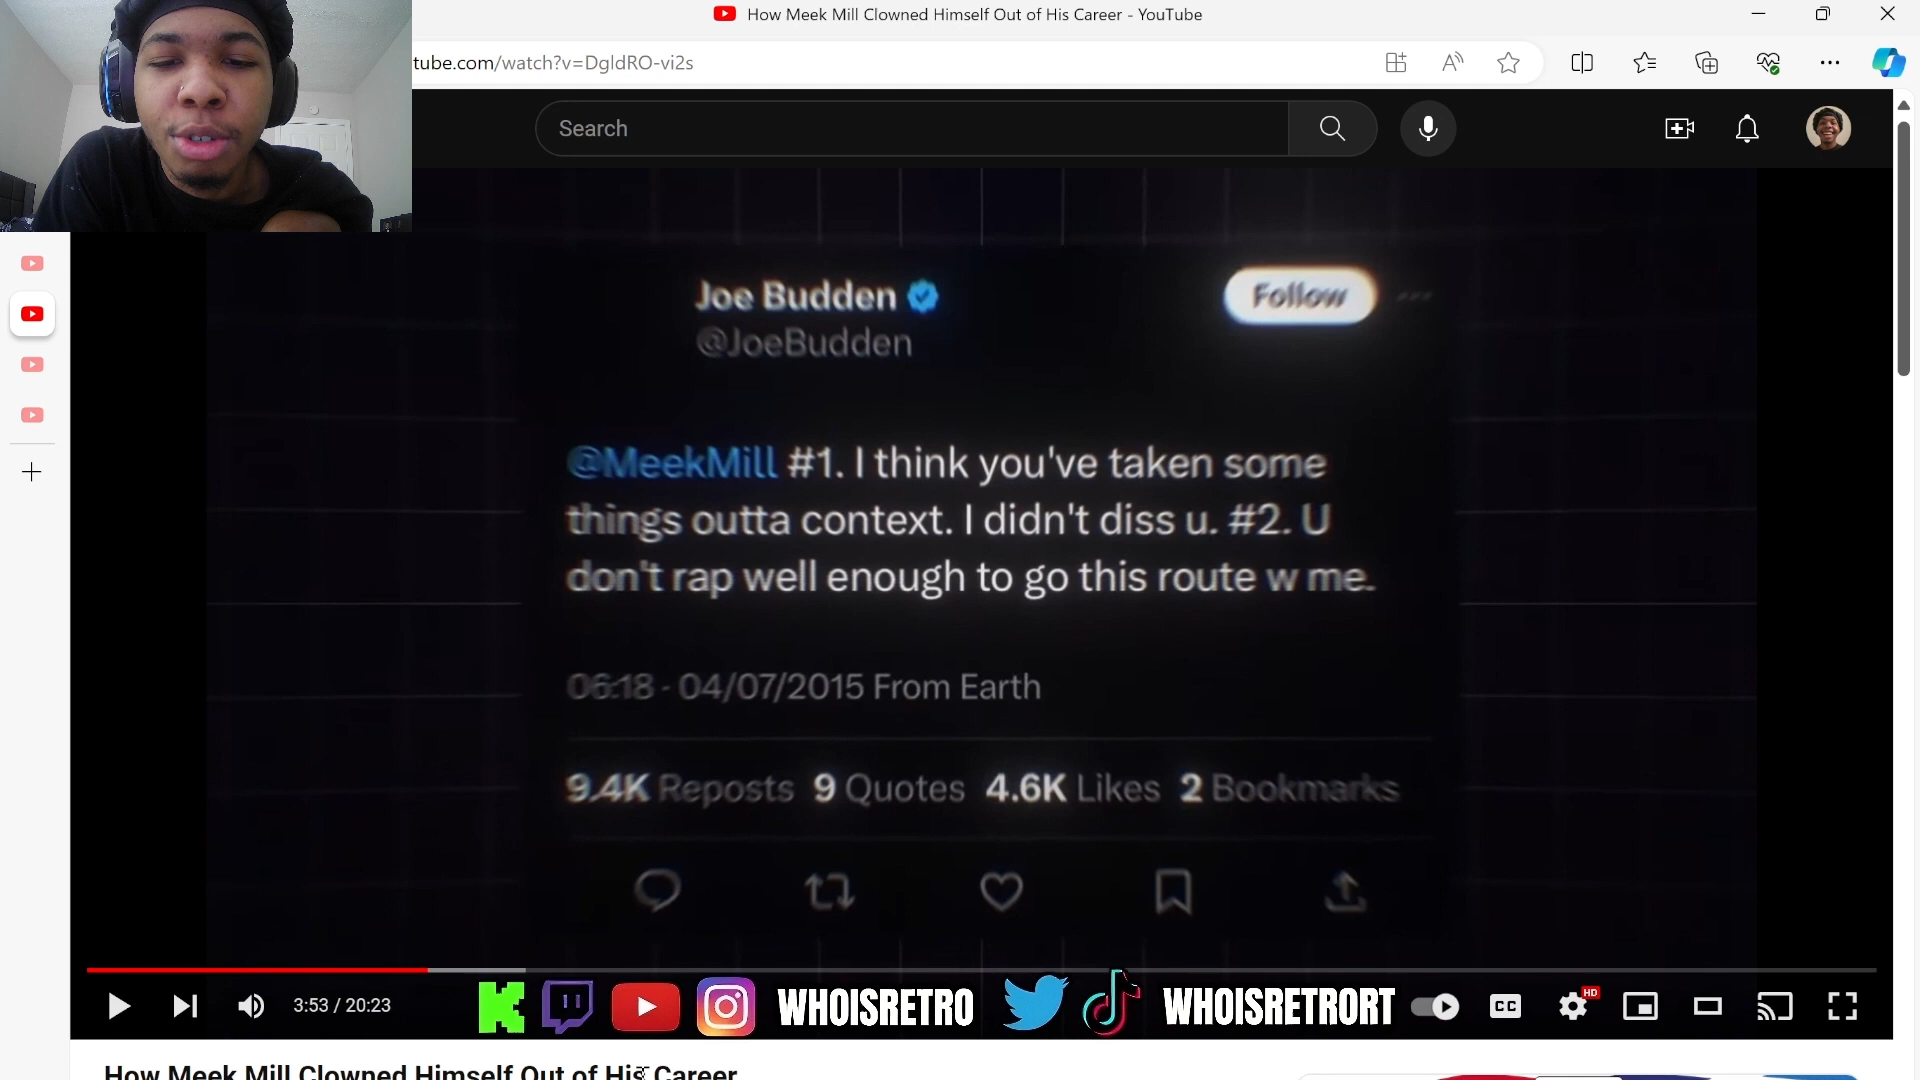 How Meek Mill Clowned Himself Out of His Career - YouTube
tube.com/watch?v=DgldRO-vi2s
Search
Joe Budden
Follow
@JoeBudden
@MeekMill #1. I think you've taken some
things outta context. I didn't diss u. #2. U
don't rap well enough to go this route w me.
06:18 - 04/07/2015 From Earth
9.4K Reposts 9 Quotes 4.6K Likes 2 Bookmarks
3:53 / 20:23
WHOISRETRO
WHOISRETRORT
CC
HD
How Meek Mill Clowned Himself Out of His Career